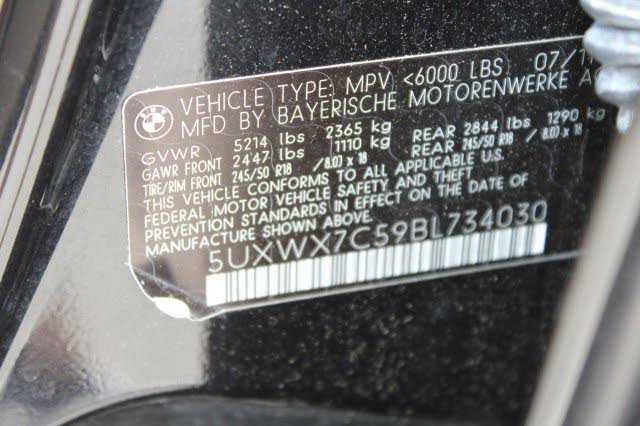 BMW
VEHICLE TYPE: MPV <6000 LBS 07/1
MFD BY BAYERISCHE MOTORENWERKE AG
GVWR 5214 lbs 2365 kg
GAWR FRONT 2447 lbs 1110 kg REAR 2844 lbs 1290 kg
TIRE/RIM FRONT 245/50 R18 / 8.0J x 18 REAR 245/50 R18 / 8.0J x 18
THIS VEHICLE CONFORMS TO ALL APPLICABLE U.S.
FEDERAL MOTOR VEHICLE SAFETY AND THEFT
PREVENTION STANDARDS IN EFFECT ON THE DATE OF
MANUFACTURE SHOWN ABOVE.
5UXWX7C59BL734030